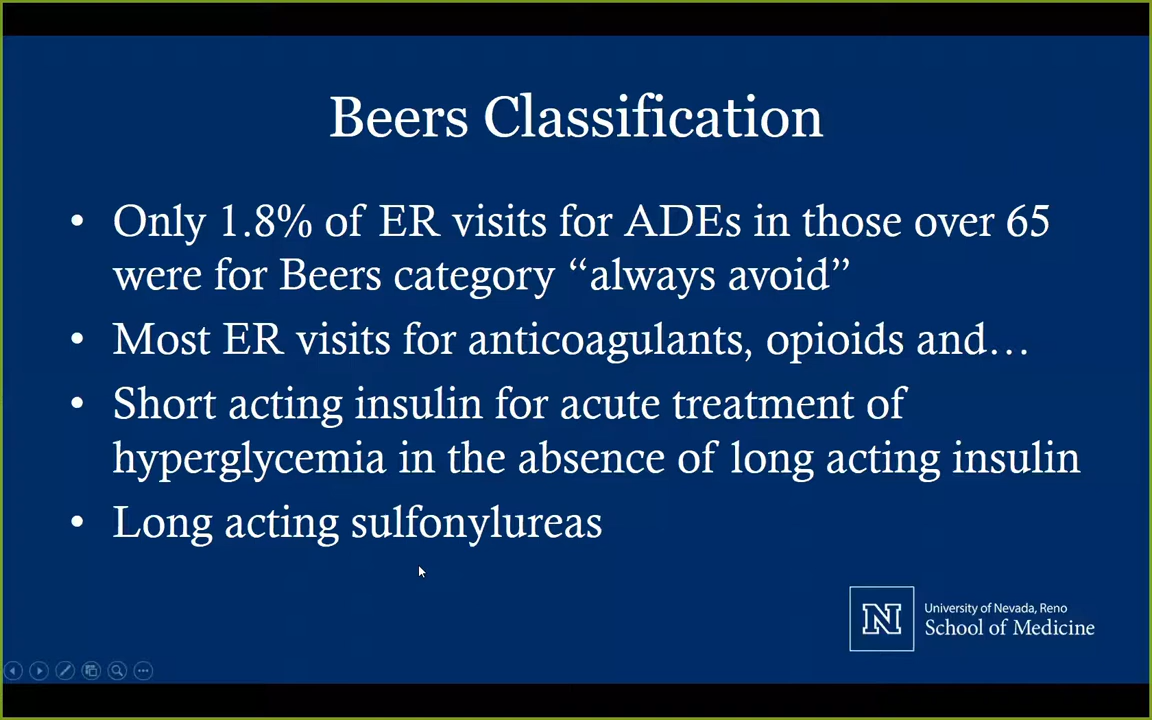 Beers Classification
• Only 1.8% of ER visits for ADEs in those over 65
were for Beers category “always avoid”
• Most ER visits for anticoagulants, opioids and…
• Short acting insulin for acute treatment of
hyperglycemia in the absence of long acting insulin
• Long acting sulfonylureas
N
University of Nevada, Reno
School of Medicine